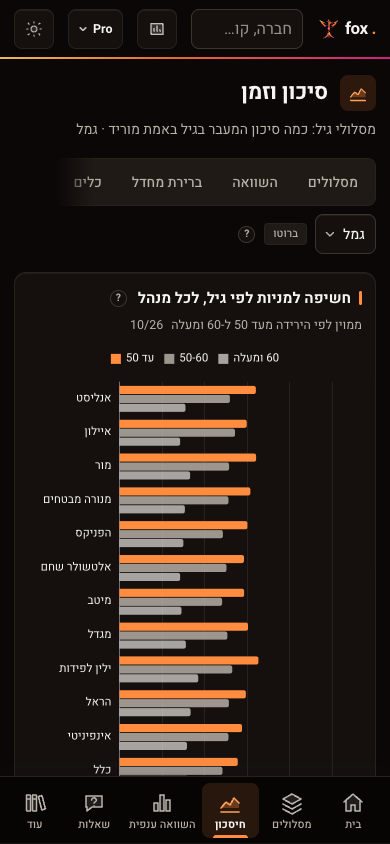 fox.
חברה, קו...
Pro
סיכון וזמן
מסלולי גיל: כמה סיכון המעבר בגיל באמת מוריד · גמל
מסלולים
השוואה
ברירת מחדל
כלים
גמל
ברוטו
?
חשיפה למניות לפי גיל, לכל מנהל
?
ממוין לפי הירידה מעד 50 ל-60 ומעלה 10/26
עד 50
50-60
60 ומעלה
אנליסט
איילון
מור
מנורה מבטחים
הפניקס
אלטשולר שחם
מיטב
מגדל
ילין לפידות
הראל
אינפיניטי
כלל
בית
מסלולים
חיסכון
השוואה ענפית
שאלות
עוד